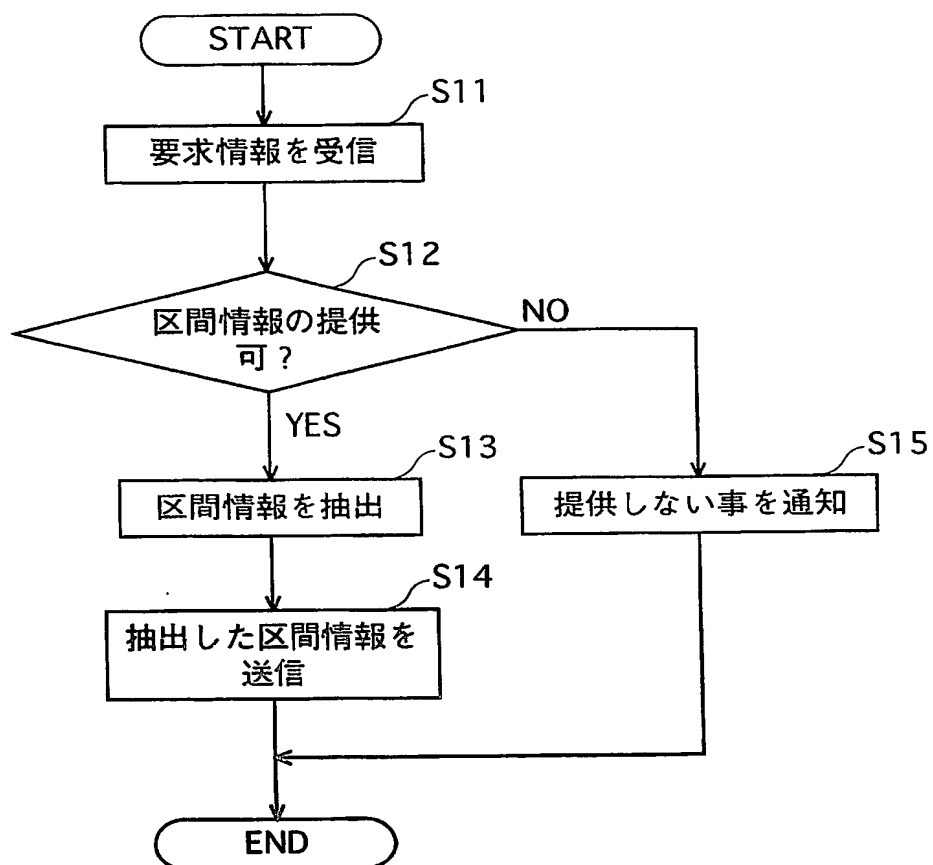 START
S11
要求情報を受信
S12
区間情報の提供
可?
NO
YES
S13
区間情報を抽出
S15
提供しない事を通知
S14
抽出した区間情報を
送信
END